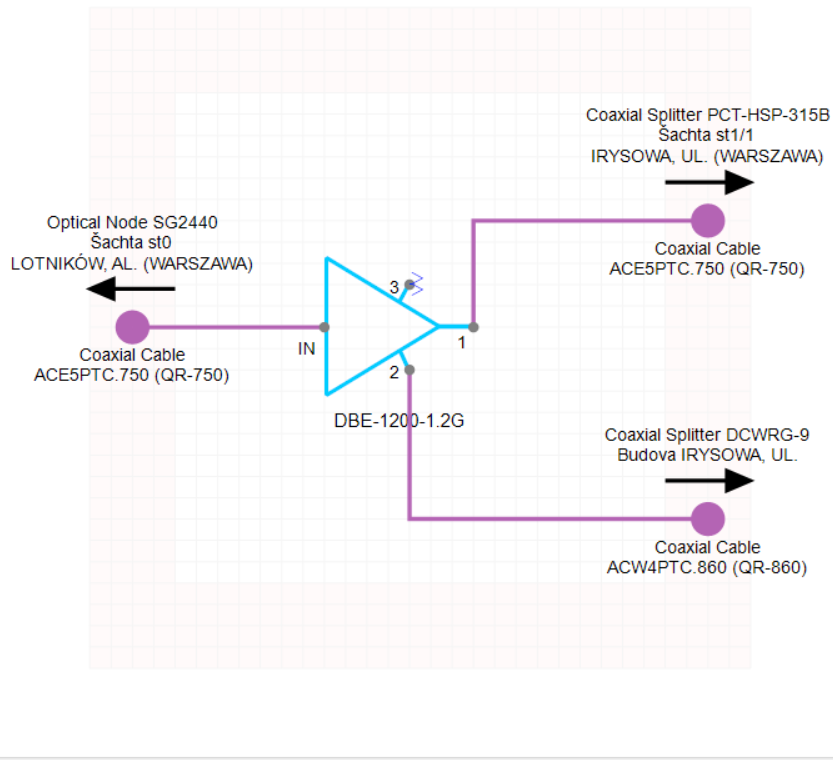 Coaxial Splitter PCT-HSP-315B
Šachta st1/1
IRYSOWA, UL. (WARSZAWA)
Optical Node SG2440
Šachta st0
LOTNIKÓW, AL. (WARSZAWA)
Coaxial Cable
ACE5PTC.750 (QR-750)
3
IN
1
Coaxial Cable
ACE5PTC.750 (QR-750)
2
DBE-1200-1.2G
Coaxial Splitter DCWRG-9
Budova IRYSOWA, UL.
Coaxial Cable
ACW4PTC.860 (QR-860)